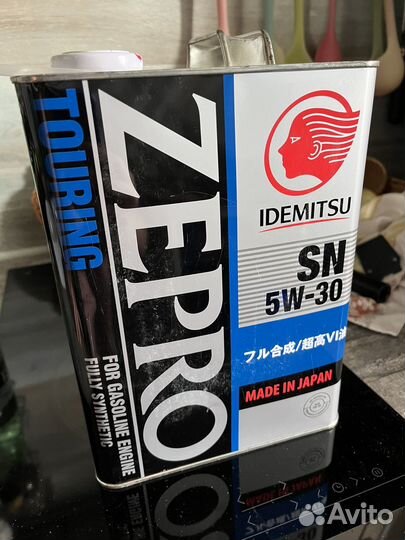 TOURING
ZEPRO
FOR GASOLINE ENGINE
FULLY SYNTHETIC
IDEMITSU
SN
5W-30
フル合成/超高VI油
MADE IN JAPAN
Avito